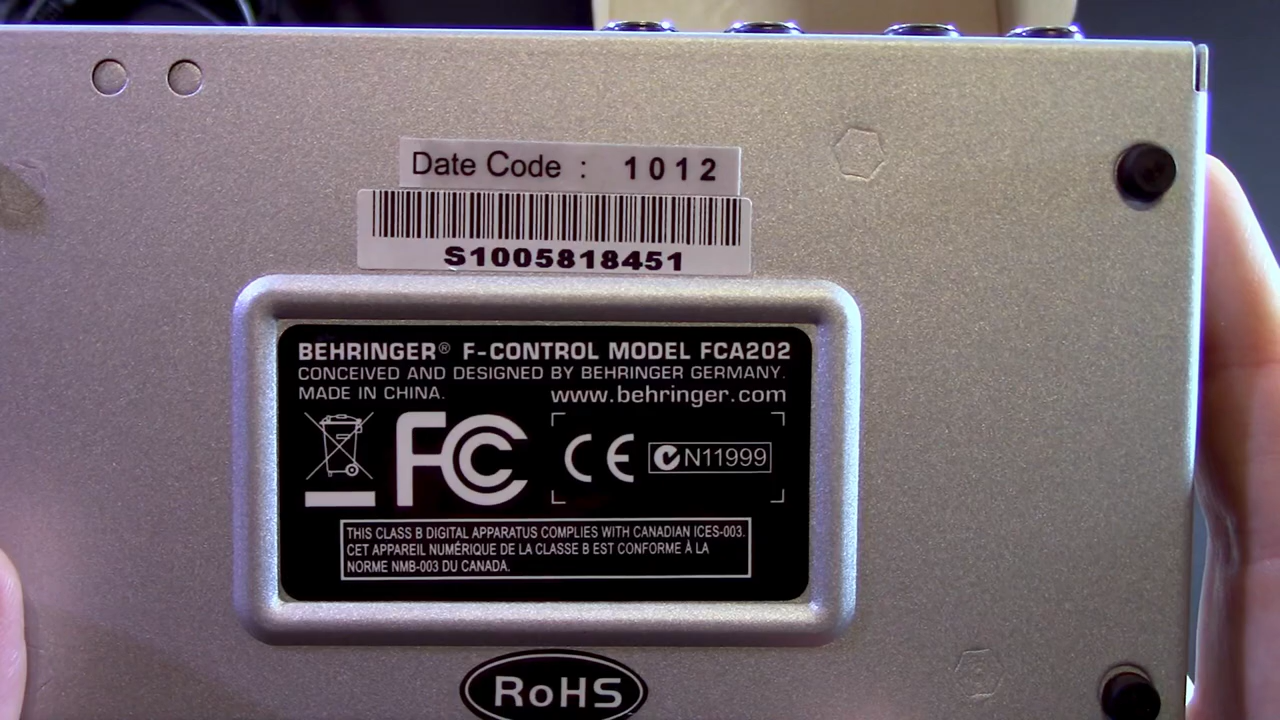 Date Code : 1012
S1005818451
BEHRINGER® F-CONTROL MODEL FCA202
CONCEIVED AND DESIGNED BY BEHRINGER GERMANY.
MADE IN CHINA. www.behringer.com
FC CE N11999
THIS CLASS B DIGITAL APPARATUS COMPLIES WITH CANADIAN ICES-003.
CET APPAREIL NUMÉRIQUE DE LA CLASSE B EST CONFORME À LA
NORME NMB-003 DU CANADA.
RoHS